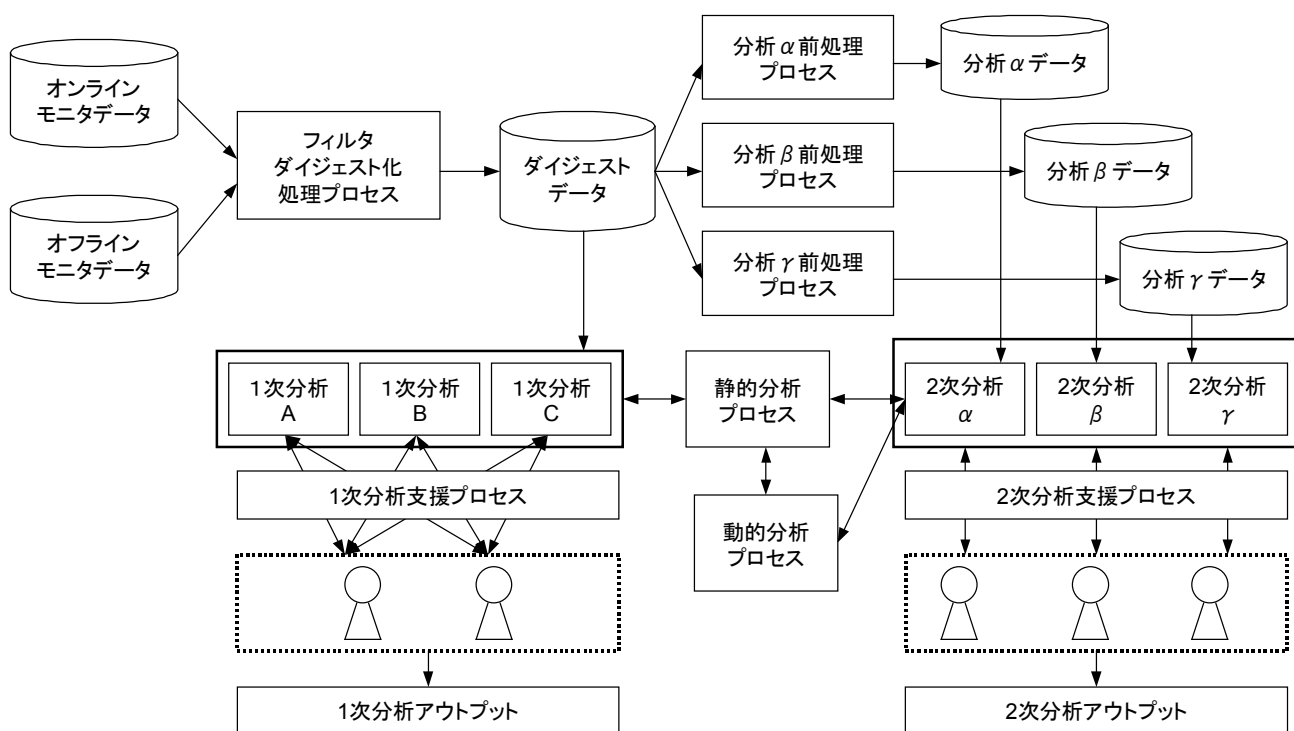 オンライン
モニタデータ
オフライン
モニタデータ
フィルタ
ダイジェスト化
処理プロセス
ダイジェスト
データ
分析α前処理
プロセス
分析β前処理
プロセス
分析γ前処理
プロセス
分析αデータ
分析βデータ
分析γデータ
1次分析
A
1次分析
B
1次分析
C
静的分析
プロセス
動的分析
プロセス
2次分析
α
2次分析
β
2次分析
γ
1次分析支援プロセス
2次分析支援プロセス
1次分析アウトプット
2次分析アウトプット